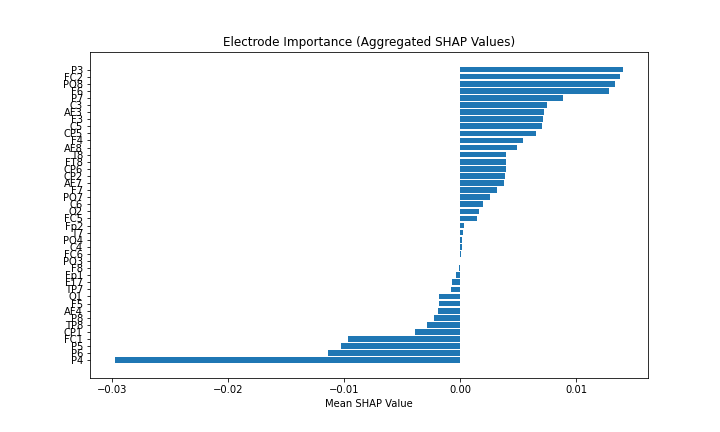 Electrode Importance (Aggregated SHAP Values)
P3
FC2
PO8
F6
P7
C3
AF3
F3
C5
CP5
F4
AF8
T8
FT8
CP6
CP2
AF7
F7
PO7
C6
O2
FC5
Fp2
T7
PO4
C4
FC6
PO3
F8
Fp1
FT7
TP7
O1
F5
AF4
P8
TP8
CP1
FC1
P5
P6
P4
−0.03 −0.02 −0.01 0.00 0.01
Mean SHAP Value